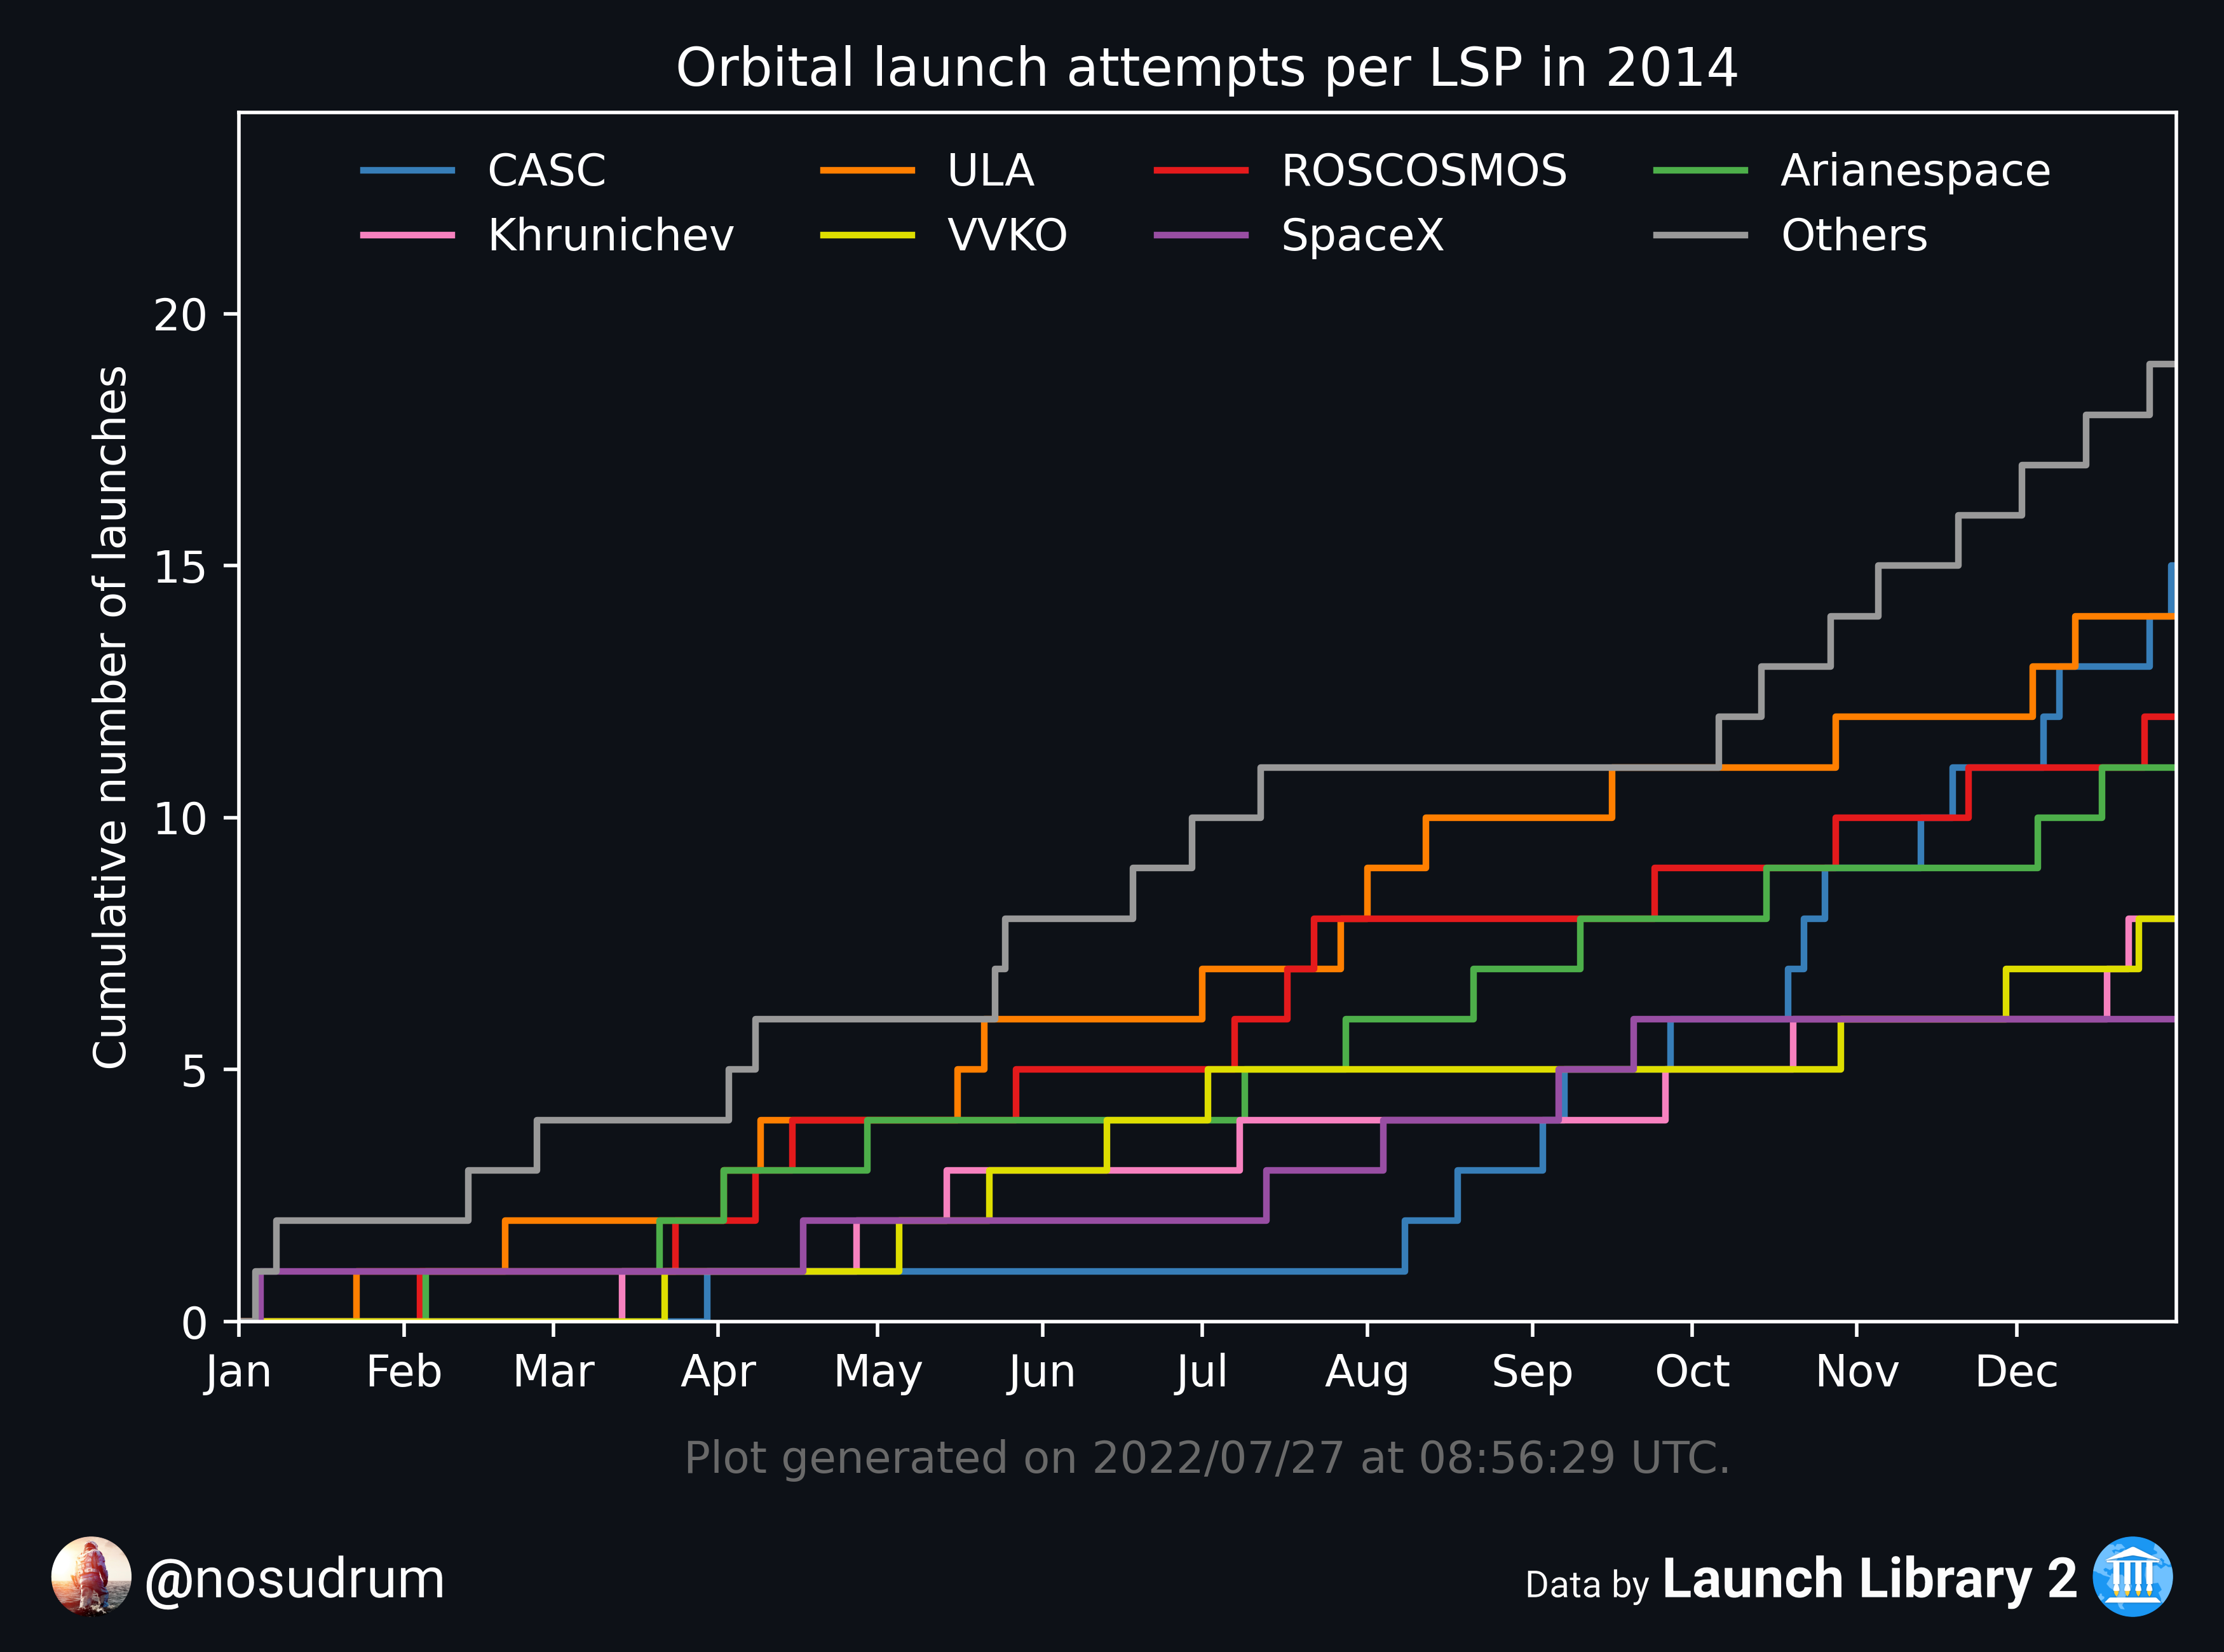 Orbital launch attempts per LSP in 2014
CASC ULA ROSCOSMOS Arianespace
Khrunichev VVKO SpaceX Others
Cumulative number of launches
20
15
10
5
0
Jan Feb Mar Apr May Jun Jul Aug Sep Oct Nov Dec
Plot generated on 2022/07/27 at 08:56:29 UTC.
@nosudrum
Data by Launch Library 2